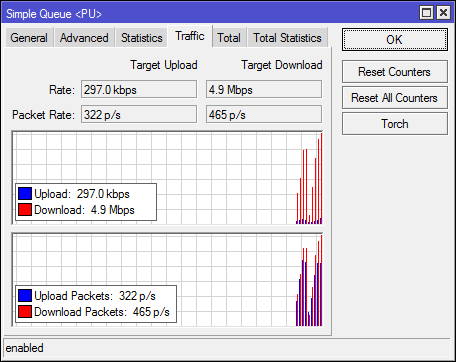 Simple Queue <PU>
General Advanced Statistics Traffic Total Total Statistics
OK
Reset Counters
Reset All Counters
Torch
Target Upload Target Download
Rate: 297.0 kbps 4.9 Mbps
Packet Rate: 322 p/s 465 p/s
Upload: 297.0 kbps
Download: 4.9 Mbps
Upload Packets: 322 p/s
Download Packets: 465 p/s
enabled